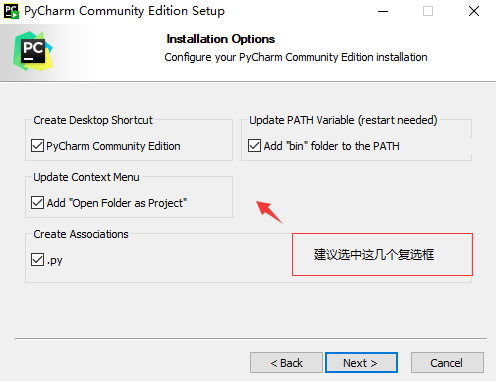 PyCharm Community Edition Setup
PC
Installation Options
Configure your PyCharm Community Edition installation
Create Desktop Shortcut
PyCharm Community Edition
Update PATH Variable (restart needed)
Add "bin" folder to the PATH
Update Context Menu
Add "Open Folder as Project"
Create Associations
.py
建议选中这几个复选框
< Back
Next >
Cancel